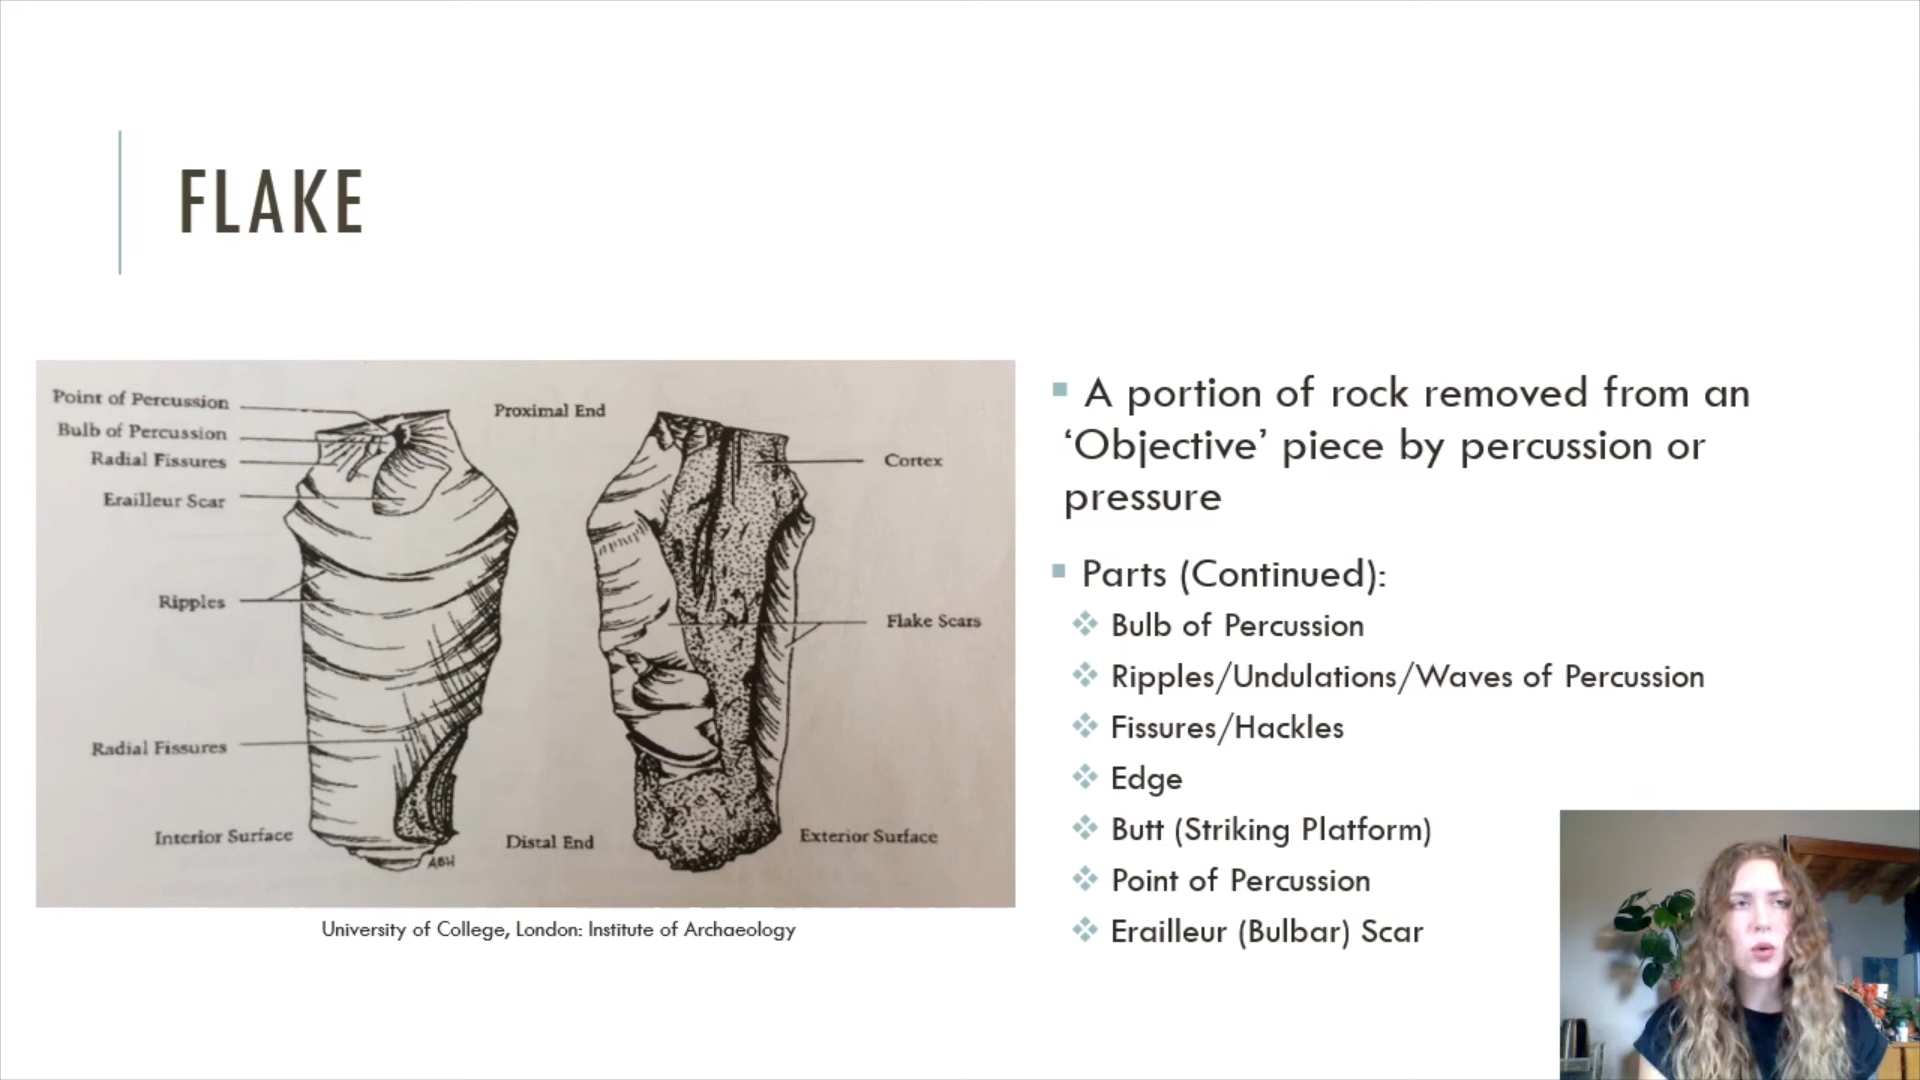 FLAKE
Point of Percussion
Bulb of Percussion
Radial Fissures
Erailleur Scar
Ripples
Radial Fissures
Interior Surface
Proximal End
Distal End
ABH
Cortex
Flake Scars
Exterior Surface
University of College, London: Institute of Archaeology
A portion of rock removed from an
‘Objective’ piece by percussion or
pressure
Parts (Continued):
Bulb of Percussion
Ripples/Undulations/Waves of Percussion
Fissures/Hackles
Edge
Butt (Striking Platform)
Point of Percussion
Erailleur (Bulbar) Scar